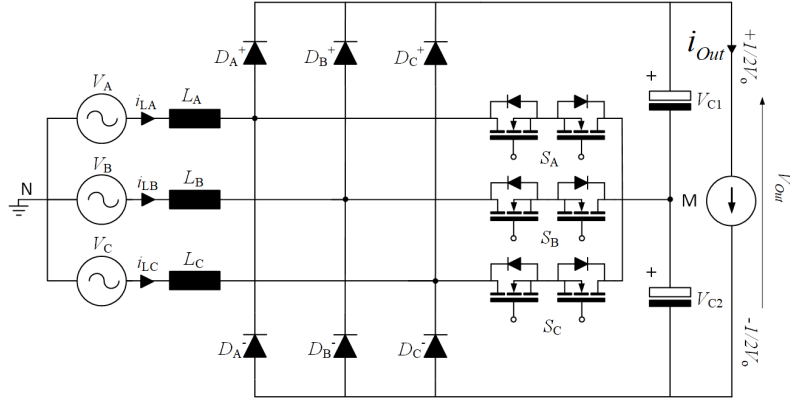 D_A^+
D_B^+
D_C^+
i_Out
+1/2V_o
V_A
i_LA
L_A
+
V_C1
S_A
N
V_B
i_LB
L_B
M
V_Out
S_B
V_C
i_LC
L_C
+
V_C2
S_C
D_A^-
D_B^-
D_C^-
-1/2V_o